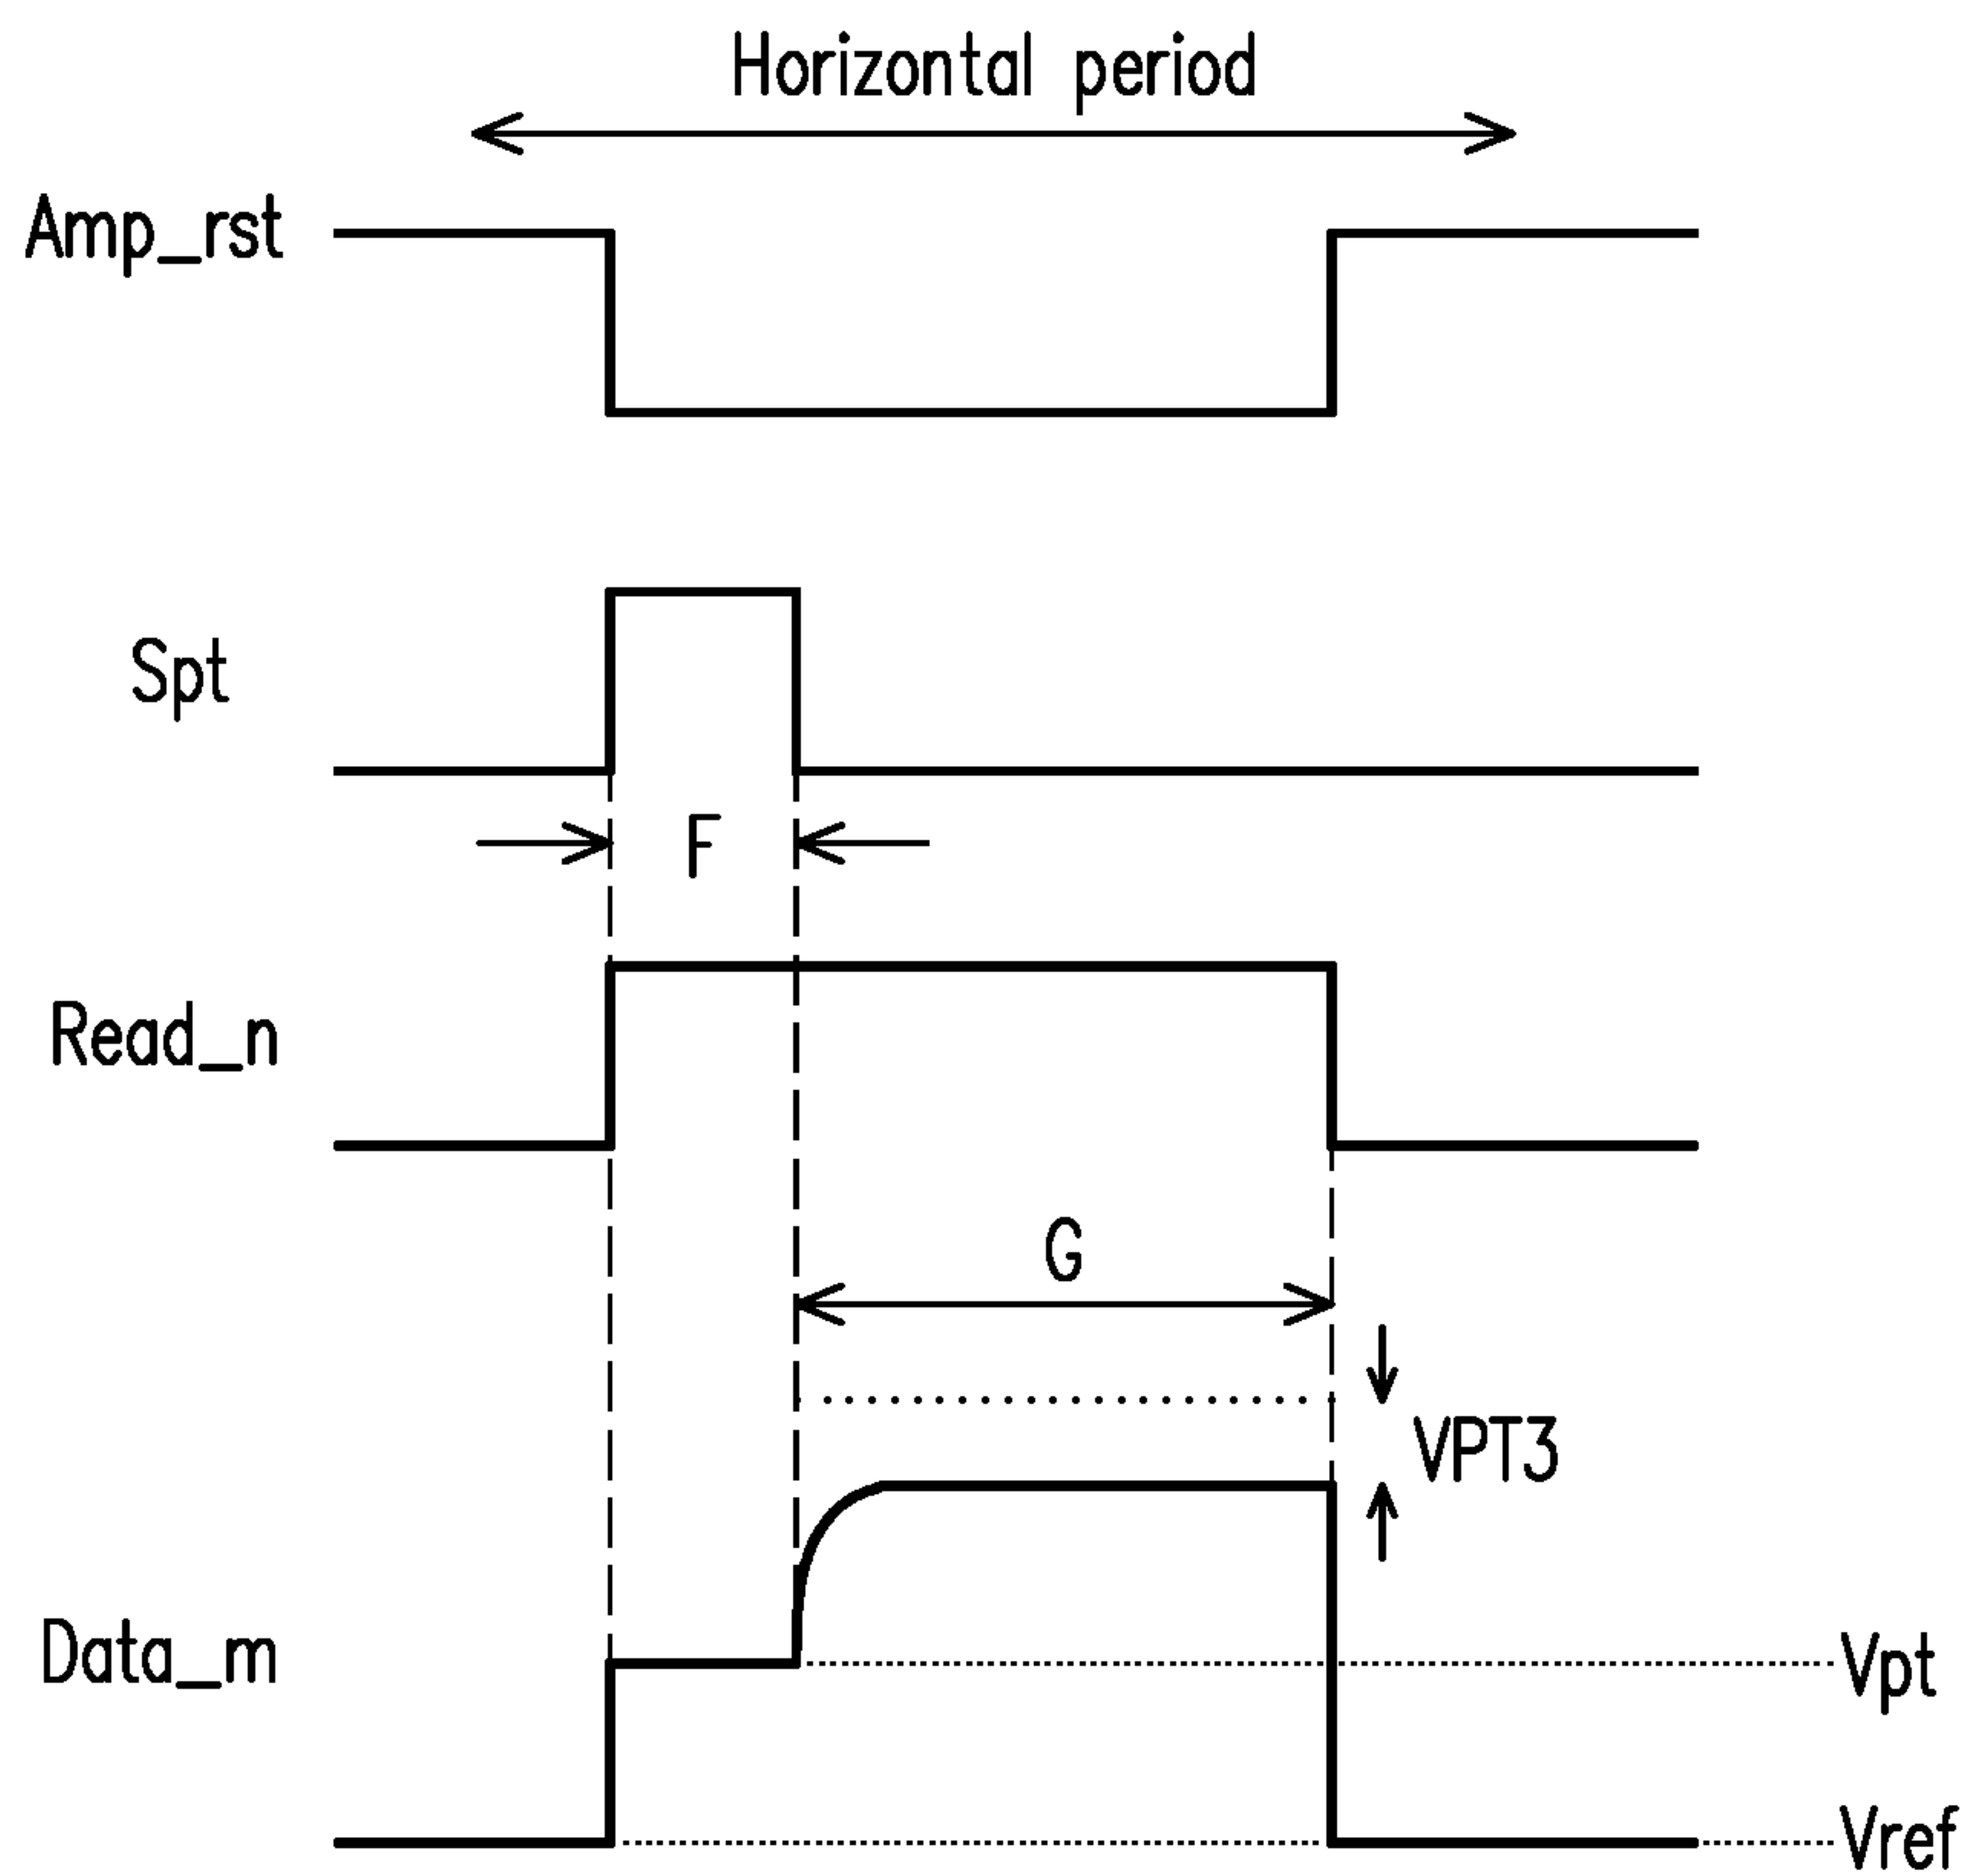 Horizontal period
Amp_rst
Spt
F
Read_n
G
VPT3
Data_m
Vpt
Vref